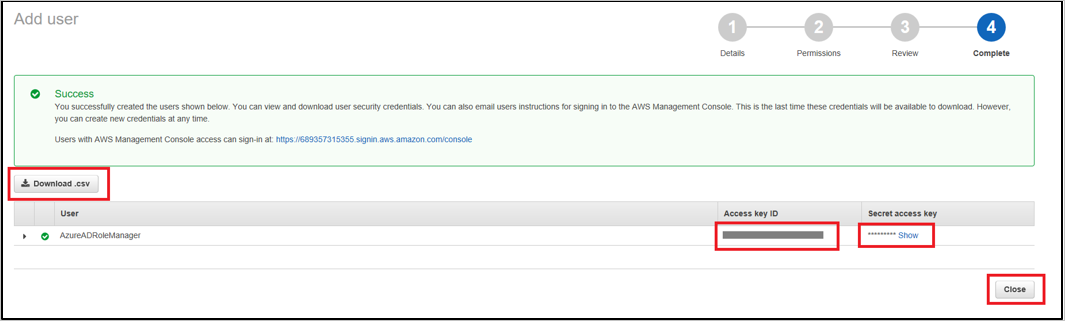 Add user
1 2 3 4
Details Permissions Review Complete
Success
You successfully created the users shown below. You can view and download user security credentials. You can also email users instructions for signing in to the AWS Management Console. This is the last time these credentials will be available to download. However,
you can create new credentials at any time.
Users with AWS Management Console access can sign-in at: https://689357315355.signin.aws.amazon.com/console
Download .csv
User Access key ID Secret access key
AzureADRoleManager ********* Show
Close